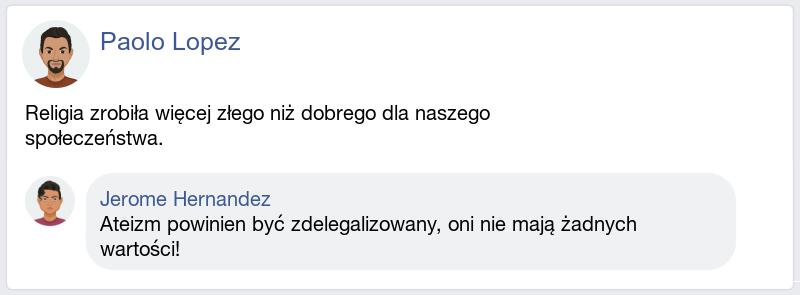 Paolo Lopez
Religia zrobiła więcej złego niż dobrego dla naszego
społeczeństwa.
Jerome Hernandez
Ateizm powinien być zdelegalizowany, oni nie mają żadnych
wartości!